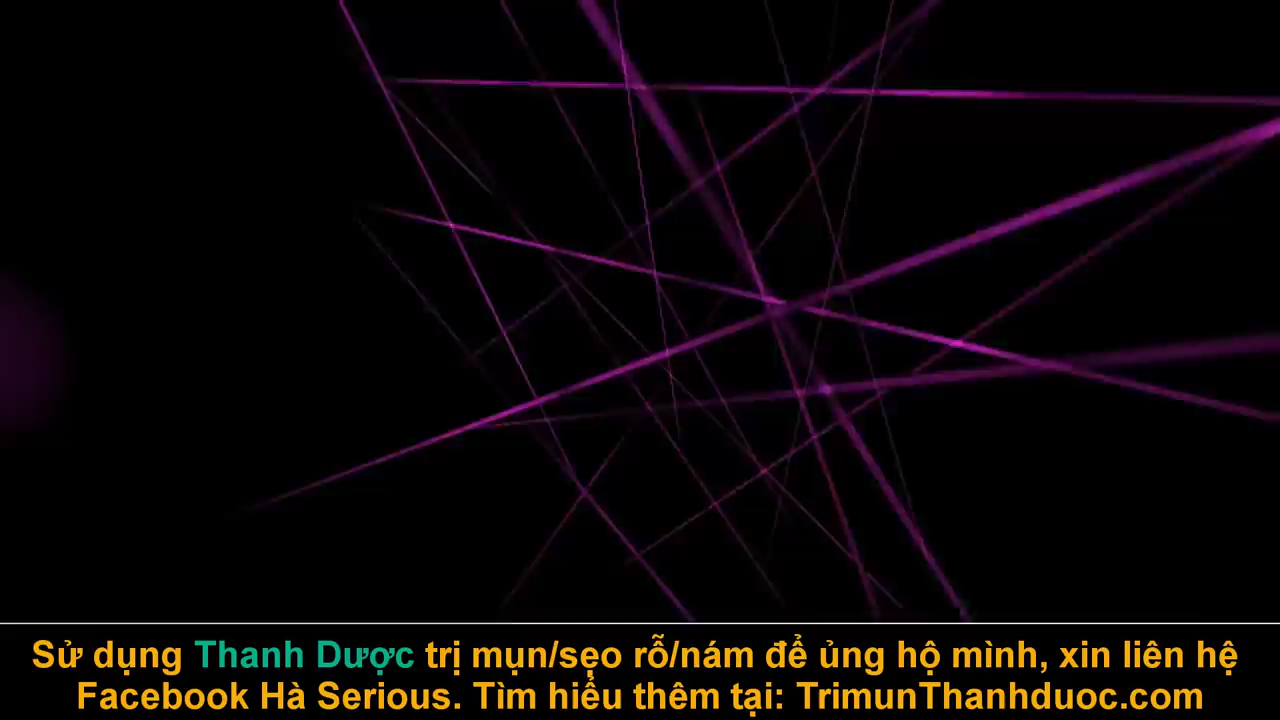 Sử dụng Thanh Dược trị mụn/sẹo rỗ/nám để ủng hộ mình, xin liên hệ
Facebook Hà Serious. Tìm hiểu thêm tại: TrimunThanhduoc.com